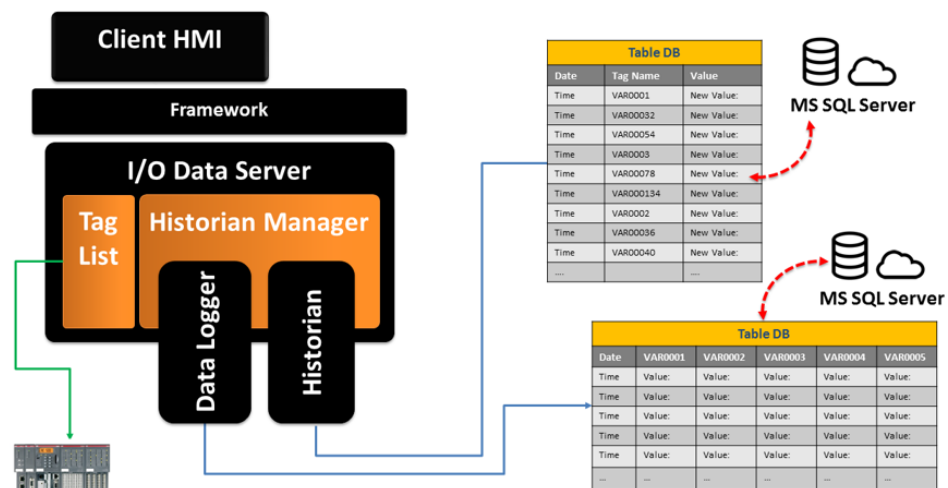 Client HMI
Framework
I/O Data Server
Tag
List
Historian Manager
Data Logger
Historian
Table DB
Date Tag Name Value
Time VAR0001 New Value:
Time VAR00032 New Value:
Time VAR00054 New Value:
Time VAR0003 New Value:
Time VAR00078 New Value:
Time VAR000134 New Value:
Time VAR0002 New Value:
Time VAR00036 New Value:
Time VAR00040 New Value:
.... ....
MS SQL Server
MS SQL Server
Table DB
Date VAR0001 VAR0002 VAR0003 VAR0004 VAR0005
Time Value: Value: Value: Value: Value:
Time Value: Value: Value: Value: Value:
Time Value: Value: Value: Value: Value:
Time Value: Value: Value: Value: Value:
Time Value: Value: Value: Value: Value:
... ... ... ... ... ...